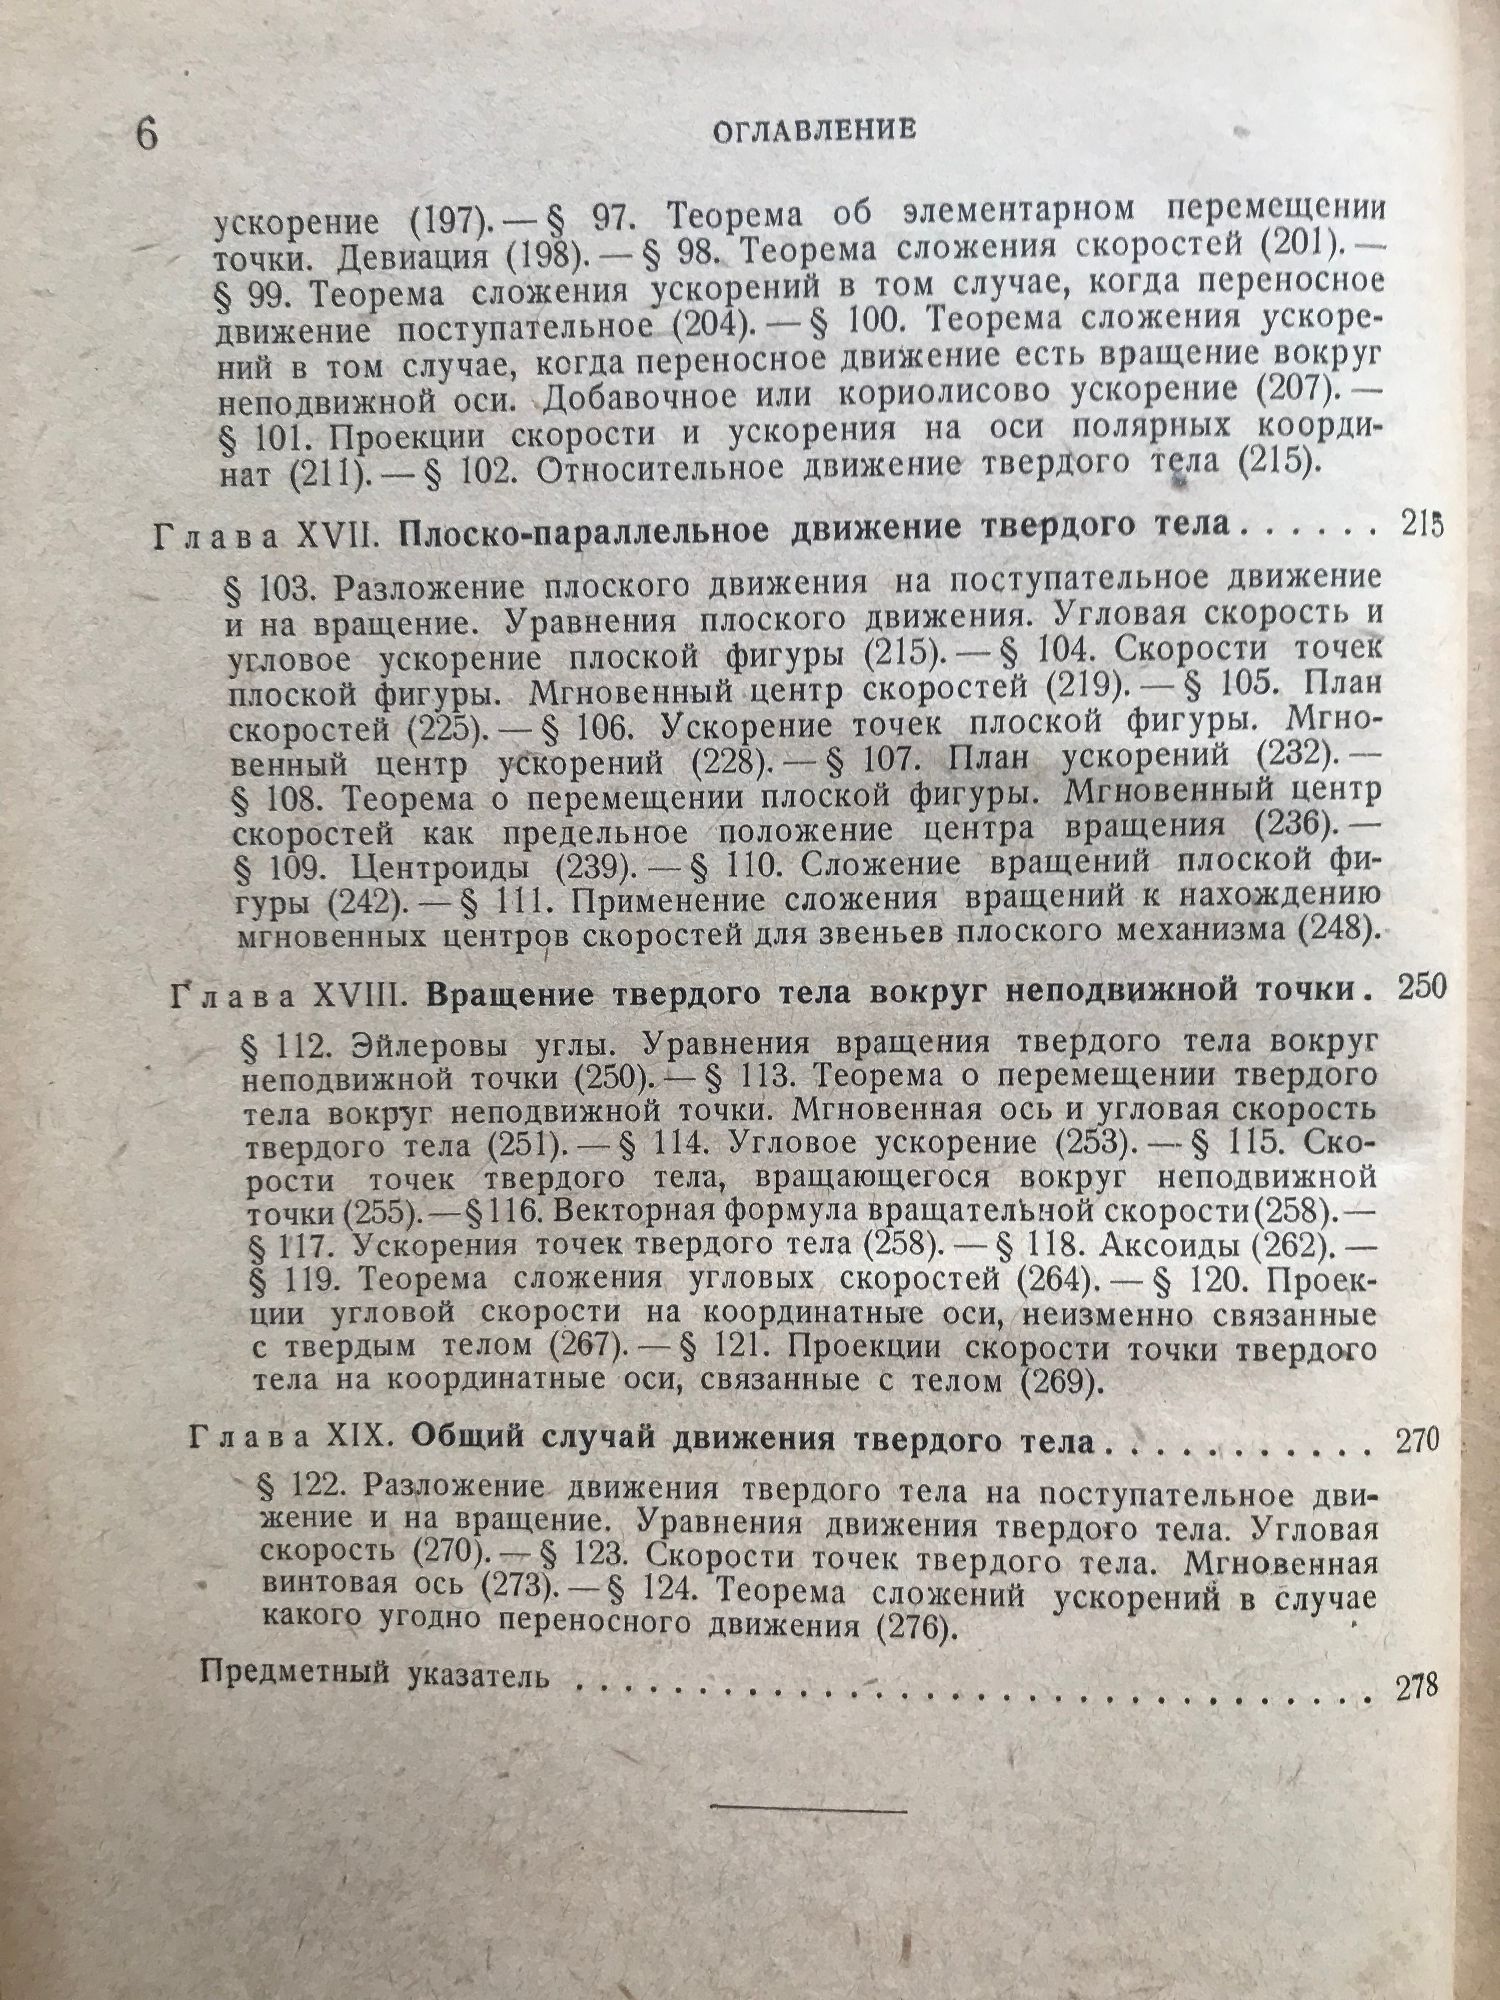 6
ОГЛАВЛЕНИЕ
ускорение (197). — § 97. Теорема об элементарном перемещении
точки. Девиация (198). — § 98. Теорема сложения скоростей (201). —
§ 99. Теорема сложения ускорений в том случае, когда переносное
движение поступательное (204). — § 100. Теорема сложения ускоре-
ний в том случае, когда переносное движение есть вращение вокруг
неподвижной оси. Добавочное или кориолисово ускорение (207). —
§ 101. Проекции скорости и ускорения на оси полярных коорди-
нат (211). — § 102. Относительное движение твердого тела (215).
Глава XVII. Плоско-параллельное движение твердого тела . . . . . . 215
§ 103. Разложение плоского движения на поступательное движение
и на вращение. Уравнения плоского движения. Угловая скорость и
угловое ускорение плоской фигуры (215). — § 104. Скорости точек
плоской фигуры. Мгновенный центр скоростей (219). — § 105. План
скоростей (225). — § 106. Ускорение точек плоской фигуры. Мгно-
венный центр ускорений (228). — § 107. План ускорений (232). —
§ 108. Теорема о перемещении плоской фигуры. Мгновенный центр
скоростей как предельное положение центра вращения (236). —
§ 109. Центроиды (239). — § 110. Сложение вращений плоской фи-
гуры (242). — § 111. Применение сложения вращений к нахождению
мгновенных центров скоростей для звеньев плоского механизма (248).
Глава XVIII. Вращение твердого тела вокруг неподвижной точки . 250
§ 112. Эйлеровы углы. Уравнения вращения твердого тела вокруг
неподвижной точки (250). — § 113. Теорема о перемещении твердого
тела вокруг неподвижной точки. Мгновенная ось и угловая скорость
твердого тела (251). — § 114. Угловое ускорение (253). — § 115. Ско-
рости точек твердого тела, вращающегося вокруг неподвижной
точки (255). — § 116. Векторная формула вращательной скорости (258). —
§ 117. Ускорения точек твердого тела (258). — § 118. Аксоиды (262). —
§ 119. Теорема сложения угловых скоростей (264). — § 120. Проек-
ции угловой скорости на координатные оси, неизменно связанные
с твердым телом (267). — § 121. Проекции скорости точки твердого
тела на координатные оси, связанные с телом (269).
Глава XIX. Общий случай движения твердого тела . . . . . . . . . . . 270
§ 122. Разложение движения твердого тела на поступательное дви-
жение и на вращение. Уравнения движения твердого тела. Угловая
скорость (270). — § 123. Скорости точек твердого тела. Мгновенная
винтовая ось (273). — § 124. Теорема сложений ускорений в случае
какого угодно переносного движения (276).
Предметный указатель . . . . . . . . . . . . . . . . . . . . . . . . . . . . . . . . 278